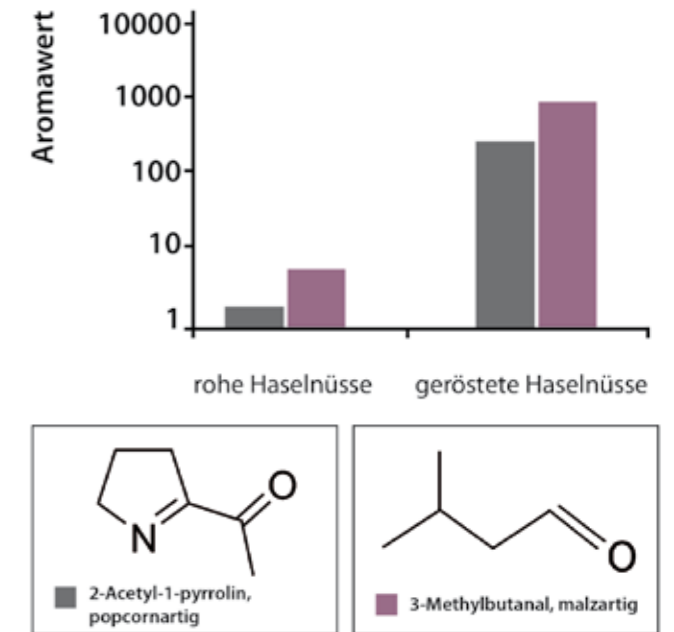 Aromawert
10000
1000
100
10
1
rohe Haselnüsse
geröstete Haselnüsse
N
O
2-Acetyl-1-pyrrolin,
popcornartig
O
3-Methylbutanal, malzartig